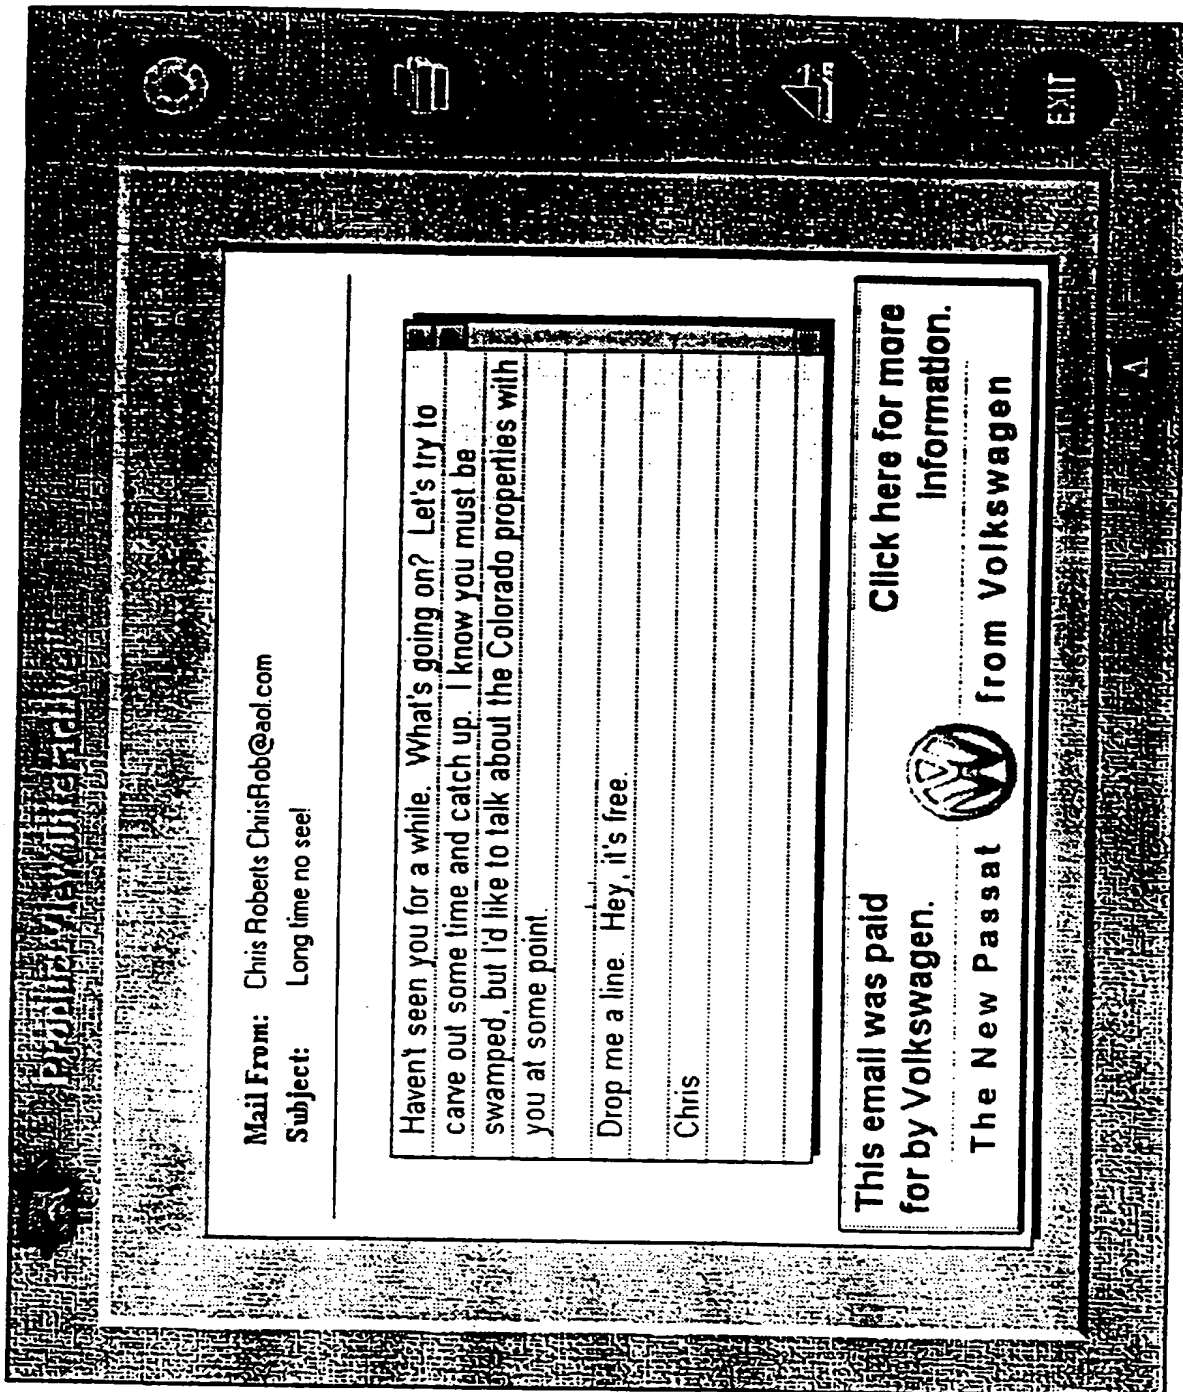 Mail From: Chris Roberts ChrisRob@aol.com
Subject: Long time no see!
Haven't seen you for a while. What's going on? Let's try to
carve out some time and catch up. I know you must be
swamped, but I'd like to talk about the Colorado properties with
you at some point.
Drop me a line. Hey, it's free.
Chris
This email was paid
for by Volkswagen.
Click here for more
information.
The New Passat from Volkswagen
EXIT